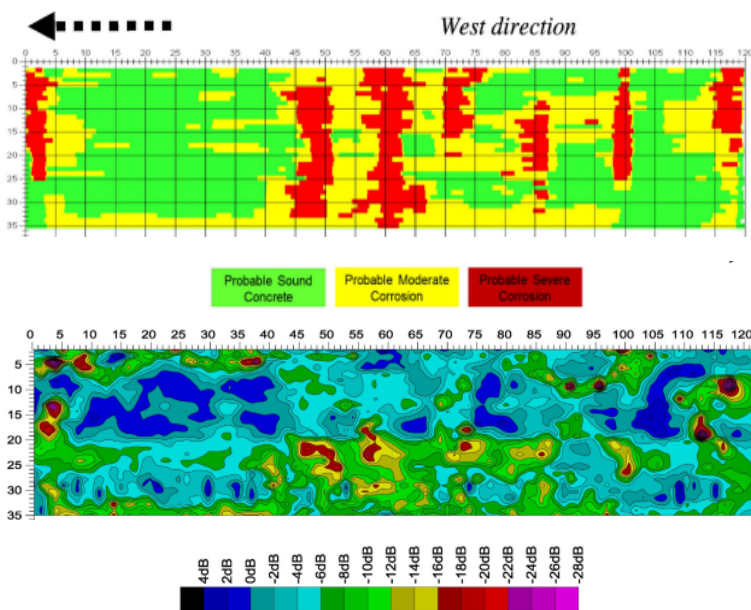 West direction
0 5 10 15 20 25 30 35 40 45 50 55 60 65 70 75 80 85 90 95 100 105 110 115 120
0
5
10
15
20
25
30
35
Probable Sound Concrete
Probable Moderate Corrosion
Probable Severe Corrosion
0 5 10 15 20 25 30 35 40 45 50 55 60 65 70 75 80 85 90 95 100 105 110 115 120
5
10
15
20
25
30
35
4dB 2dB 0dB -2dB -4dB -6dB -8dB -10dB -12dB -14dB -16dB -18dB -20dB -22dB -24dB -26dB -28dB